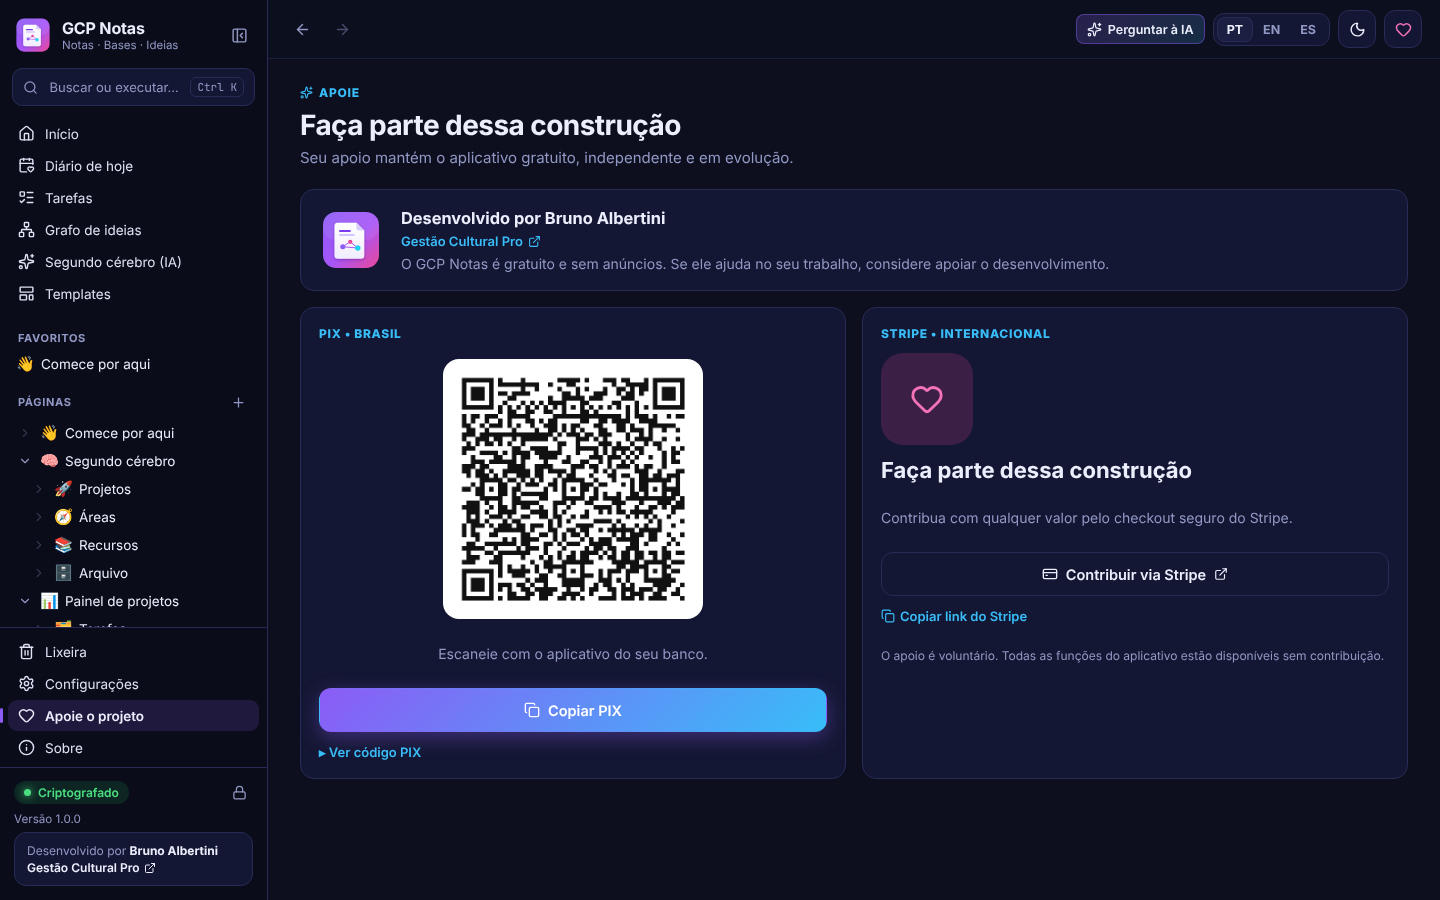 GCP Notas
Notas · Bases · Ideias
Buscar ou executar... Ctrl K
Início
Diário de hoje
Tarefas
Grafo de ideias
Segundo cérebro (IA)
Templates
FAVORITOS
👋 Comece por aqui
PÁGINAS
👋 Comece por aqui
🧠 Segundo cérebro
🚀 Projetos
🧭 Áreas
📚 Recursos
🗄️ Arquivo
📊 Painel de projetos
Lixeira
Configurações
Apoie o projeto
Sobre
Criptografado
Versão 1.0.0
Desenvolvido por Bruno Albertini
Gestão Cultural Pro
Perguntar à IA PT EN ES
APOIE
Faça parte dessa construção
Seu apoio mantém o aplicativo gratuito, independente e em evolução.
Desenvolvido por Bruno Albertini
Gestão Cultural Pro
O GCP Notas é gratuito e sem anúncios. Se ele ajuda no seu trabalho, considere apoiar o desenvolvimento.
PIX • BRASIL
Escaneie com o aplicativo do seu banco.
Copiar PIX
▸ Ver código PIX
STRIPE • INTERNACIONAL
Faça parte dessa construção
Contribua com qualquer valor pelo checkout seguro do Stripe.
Contribuir via Stripe
Copiar link do Stripe
O apoio é voluntário. Todas as funções do aplicativo estão disponíveis sem contribuição.